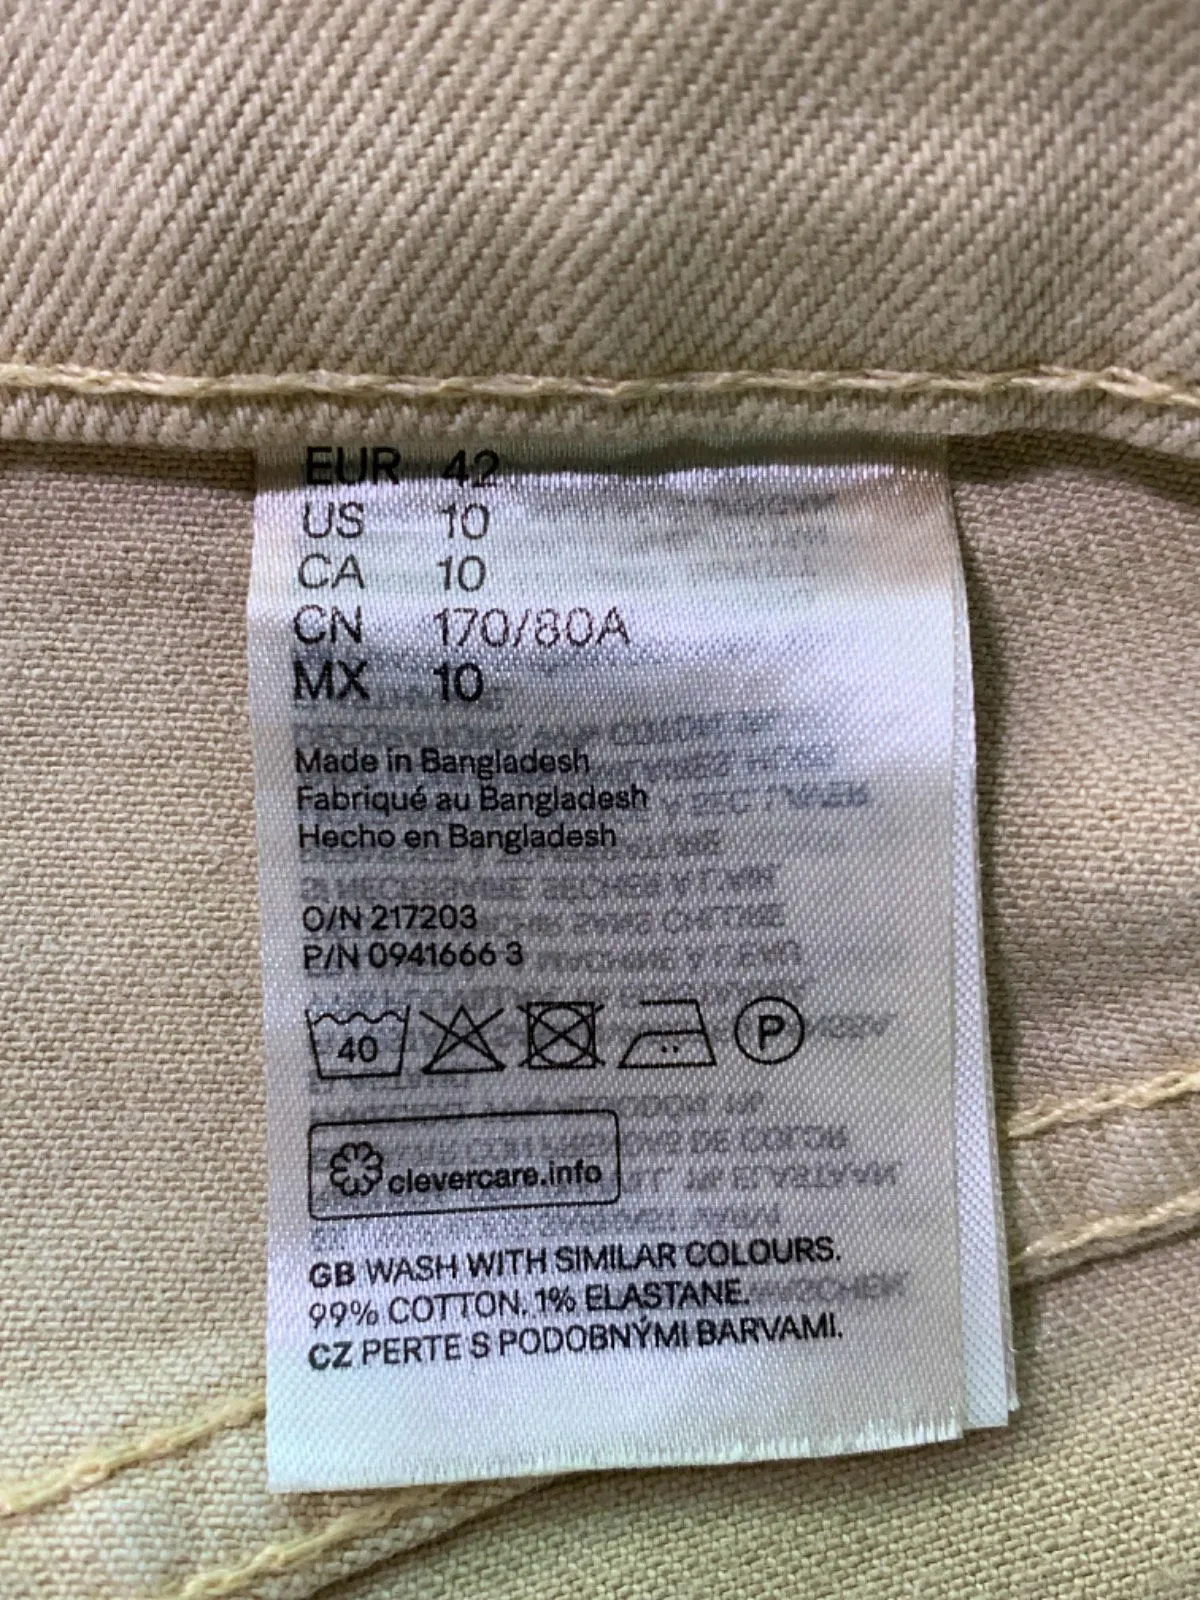 EUR 42
US 10
CA 10
CN 170/80A
MX 10
Made in Bangladesh
Fabriqué au Bangladesh
Hecho en Bangladesh
O/N 217203
P/N 0941666 3
40 P
clevercare.info
GB WASH WITH SIMILAR COLOURS.
99% COTTON. 1% ELASTANE.
CZ PERTE S PODOBNÝMI BARVAMI.